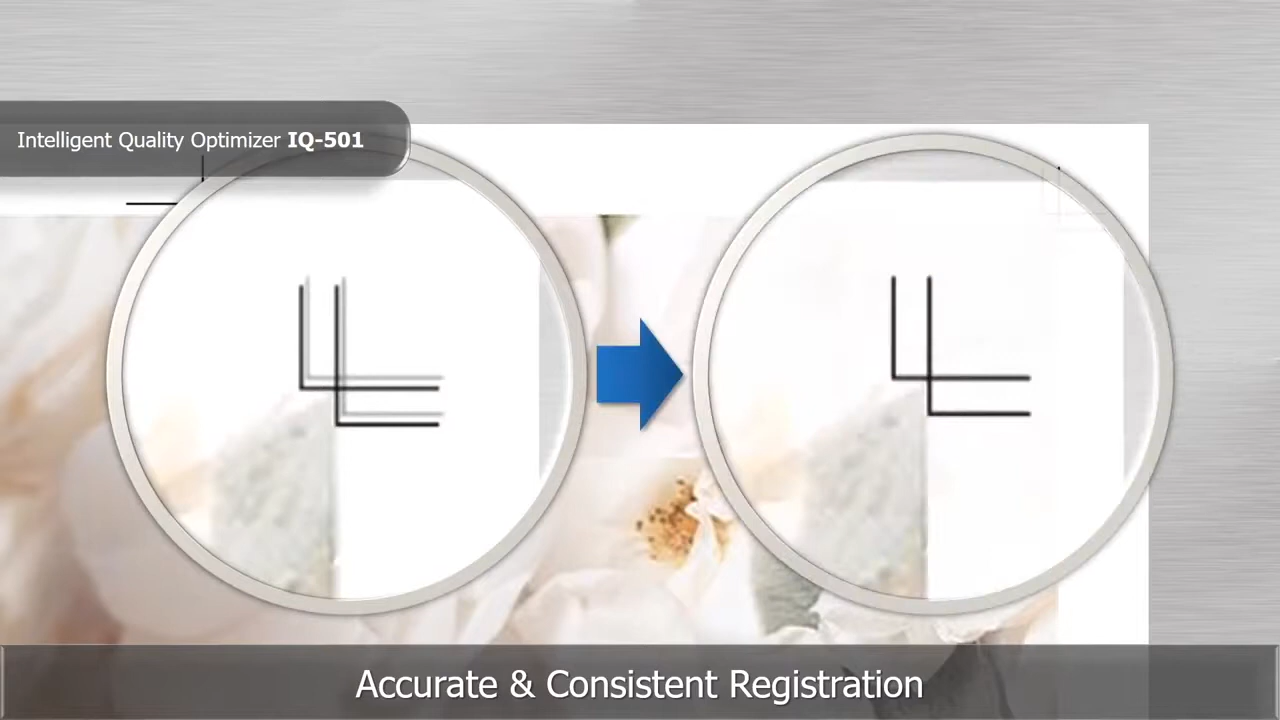 Intelligent Quality Optimizer IQ-501
Accurate & Consistent Registration